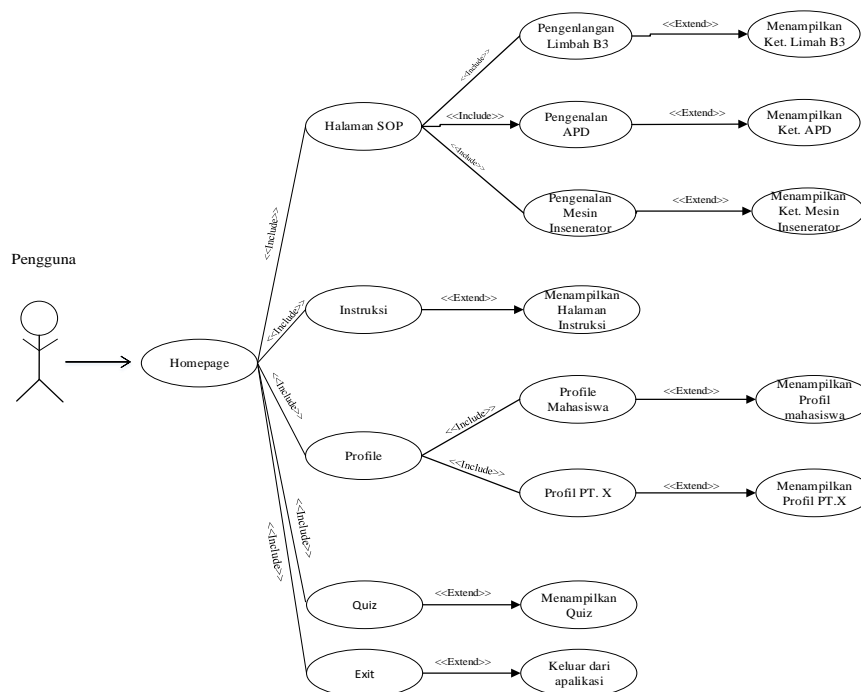 Pengguna
Homepage
<<Include>>
<<Include>>
<<Include>>
<<Include>>
<<Include>>
Halaman SOP
<<Include>>
<<Include>>
<<Include>>
Pengenlangan
Limbah B3
<<Extend>>
Menampilkan
Ket. Limah B3
Pengenalan
APD
<<Extend>>
Menampilkan
Ket. APD
Pengenalan
Mesin
Insenerator
<<Extend>>
Menampilkan
Ket. Mesin
Insenerator
Instruksi
<<Extend>>
Menampilkan
Halaman
Instruksi
Profile
<<Include>>
<<Include>>
Profile
Mahasiswa
<<Extend>>
Menampilkan
Profil
mahasiswa
Profil PT. X
<<Extend>>
Menampilkan
Profil PT.X
Quiz
<<Extend>>
Menampilkan
Quiz
Exit
<<Extend>>
Keluar dari
apalikasi